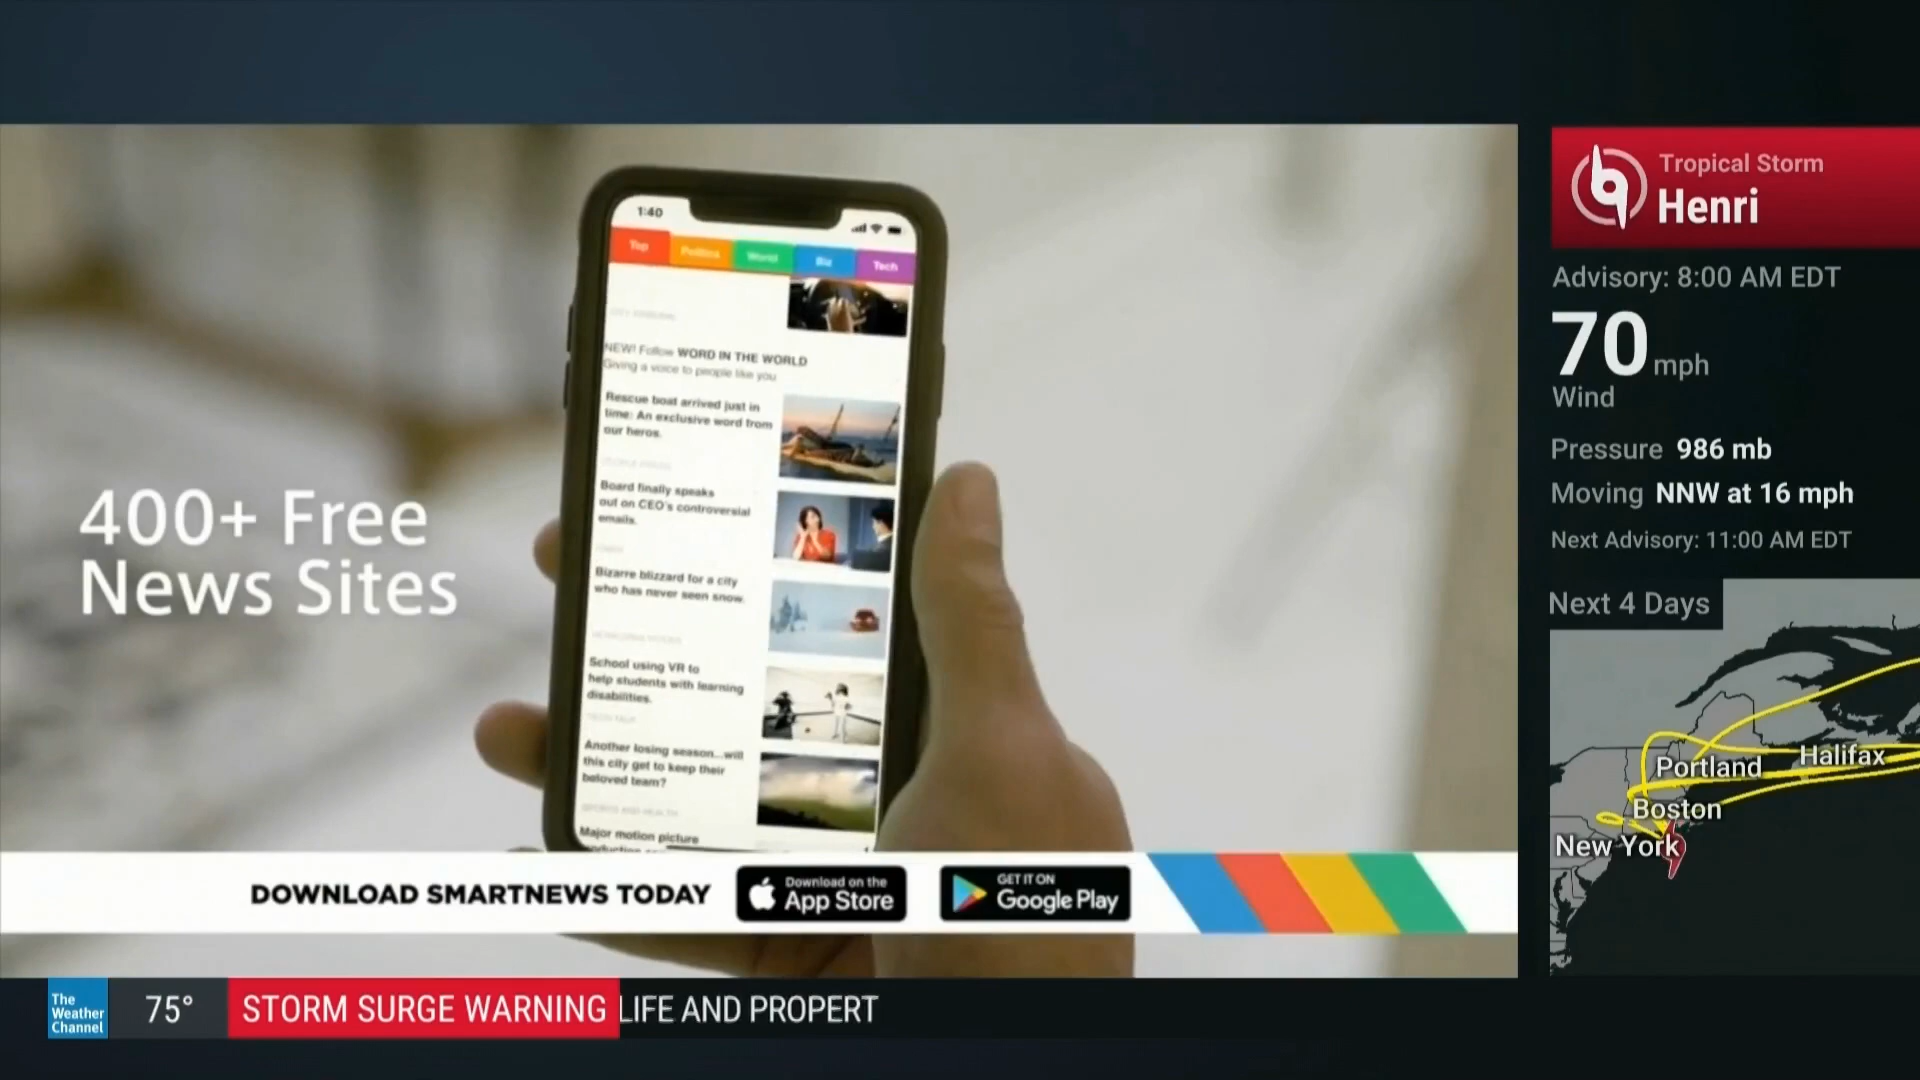 Tropical Storm
Henri
Advisory: 8:00 AM EDT
70 mph
Wind
Pressure 986 mb
Moving NNW at 16 mph
Next Advisory: 11:00 AM EDT
Next 4 Days
Portland
Halifax
Boston
New York
1:40
Top
Politics
World
Biz
Tech
NEW! Follow WORD IN THE WORLD
Giving a voice to people like you
Rescue boat arrived just in
time: An exclusive word from
our heros.
Board finally speaks
out on CEO's controversial
emails.
Bizarre blizzard for a city
who has never seen snow.
School using VR to
help students with learning
disabilities.
Another losing season...will
this city get to keep their
beloved team?
Major motion picture
400+ Free
News Sites
DOWNLOAD SMARTNEWS TODAY
Download on the
App Store
GET IT ON
Google Play
The
Weather
Channel
75°
STORM SURGE WARNING
LIFE AND PROPERT